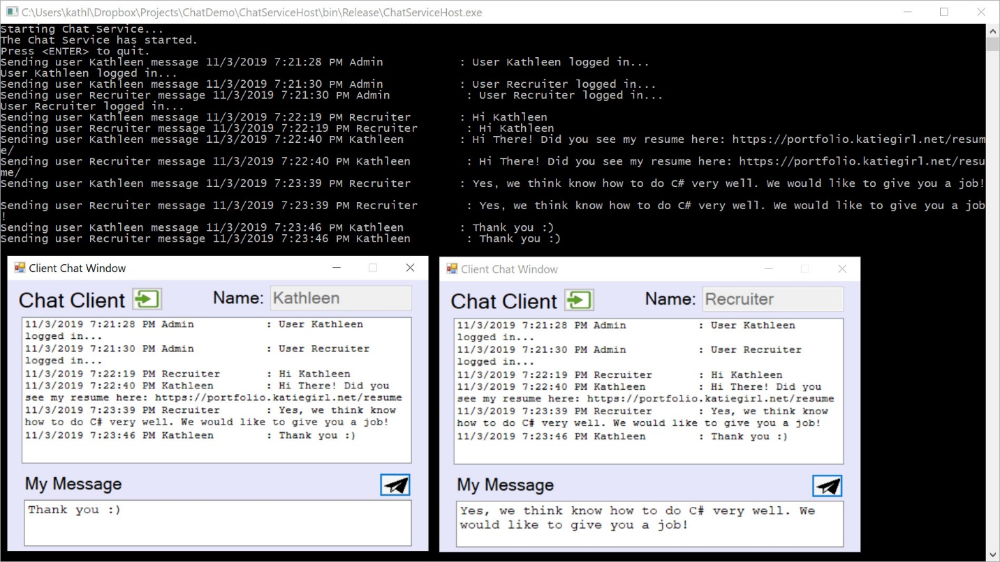 C:\Users\kathl\Dropbox\Projects\ChatDemo\ChatServiceHost\bin\Release\ChatServiceHost.exe
Starting Chat Service...
The Chat Service has started.
Press <ENTER> to quit.
Sending user Kathleen message 11/3/2019 7:21:28 PM Admin : User Kathleen logged in...
User Kathleen logged in...
Sending user Kathleen message 11/3/2019 7:21:30 PM Admin : User Recruiter logged in...
Sending user Recruiter message 11/3/2019 7:21:30 PM Admin : User Recruiter logged in...
User Recruiter logged in...
Sending user Kathleen message 11/3/2019 7:22:19 PM Recruiter : Hi Kathleen
Sending user Recruiter message 11/3/2019 7:22:19 PM Recruiter : Hi Kathleen
Sending user Kathleen message 11/3/2019 7:22:40 PM Kathleen : Hi There! Did you see my resume here: https://portfolio.katiegirl.net/resum
e/
Sending user Recruiter message 11/3/2019 7:22:40 PM Kathleen : Hi There! Did you see my resume here: https://portfolio.katiegirl.net/resu
me/
Sending user Kathleen message 11/3/2019 7:23:39 PM Recruiter : Yes, we think know how to do C# very well. We would like to give you a job!
Sending user Recruiter message 11/3/2019 7:23:39 PM Recruiter : Yes, we think know how to do C# very well. We would like to give you a job
!
Sending user Kathleen message 11/3/2019 7:23:46 PM Kathleen : Thank you :)
Sending user Recruiter message 11/3/2019 7:23:46 PM Kathleen : Thank you :)
Client Chat Window
Chat Client
Name: Kathleen
11/3/2019 7:21:28 PM Admin : User Kathleen
logged in...
11/3/2019 7:21:30 PM Admin : User Recruiter
logged in...
11/3/2019 7:22:19 PM Recruiter : Hi Kathleen
11/3/2019 7:22:40 PM Kathleen : Hi There! Did you
see my resume here: https://portfolio.katiegirl.net/resume
11/3/2019 7:23:39 PM Recruiter : Yes, we think know
how to do C# very well. We would like to give you a job!
11/3/2019 7:23:46 PM Kathleen : Thank you :)
My Message
Thank you :)
Client Chat Window
Chat Client
Name: Recruiter
11/3/2019 7:21:28 PM Admin : User Kathleen
logged in...
11/3/2019 7:21:30 PM Admin : User Recruiter
logged in...
11/3/2019 7:22:19 PM Recruiter : Hi Kathleen
11/3/2019 7:22:40 PM Kathleen : Hi There! Did you
see my resume here: https://portfolio.katiegirl.net/resume
11/3/2019 7:23:39 PM Recruiter : Yes, we think know
how to do C# very well. We would like to give you a job!
11/3/2019 7:23:46 PM Kathleen : Thank you :)
My Message
Yes, we think know how to do C# very well. We
would like to give you a job!